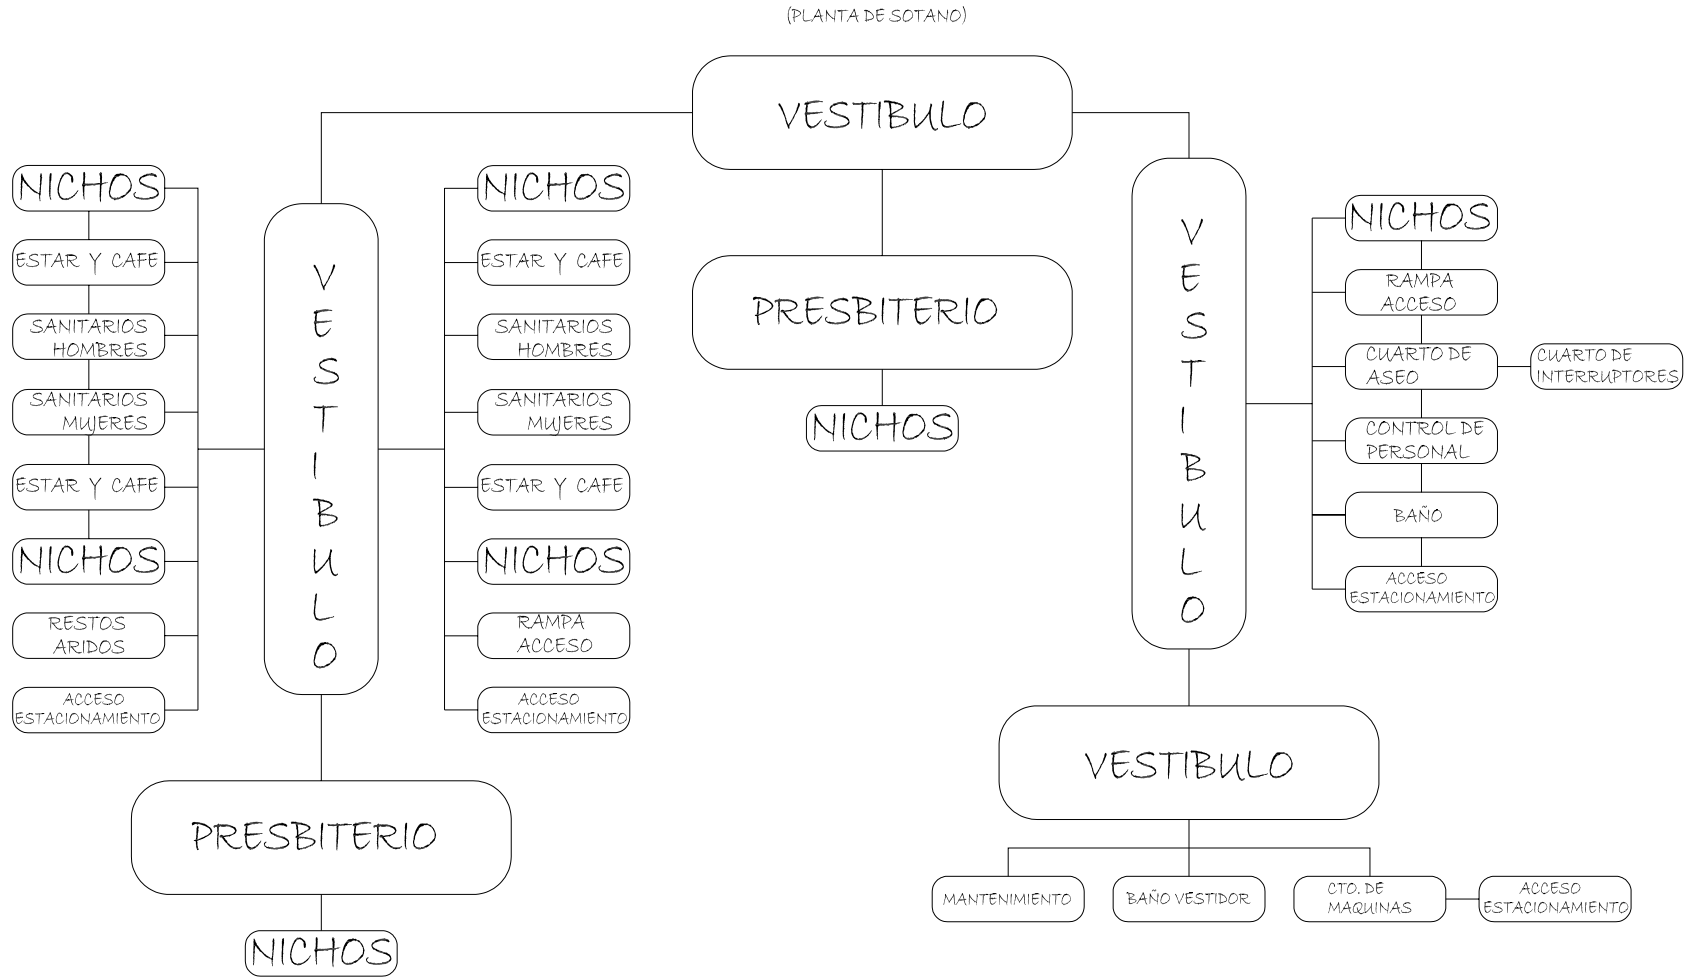 (PLANTA DE SOTANO)
VESTIBULO
NICHOS
ESTAR Y CAFE
SANITARIOS
HOMBRES
SANITARIOS
MUJERES
ESTAR Y CAFE
NICHOS
RESTOS
ARIDOS
ACCESO
ESTACIONAMIENTO
VESTIBULO
NICHOS
ESTAR Y CAFE
SANITARIOS
HOMBRES
SANITARIOS
MUJERES
ESTAR Y CAFE
NICHOS
RAMPA
ACCESO
ACCESO
ESTACIONAMIENTO
PRESBITERIO
NICHOS
PRESBITERIO
NICHOS
VESTIBULO
NICHOS
RAMPA
ACCESO
CUARTO DE
ASEO
CUARTO DE
INTERRUPTORES
CONTROL DE
PERSONAL
BAÑO
ACCESO
ESTACIONAMIENTO
VESTIBULO
MANTENIMIENTO
BAÑO VESTIDOR
CTO. DE
MAQUINAS
ACCESO
ESTACIONAMIENTO